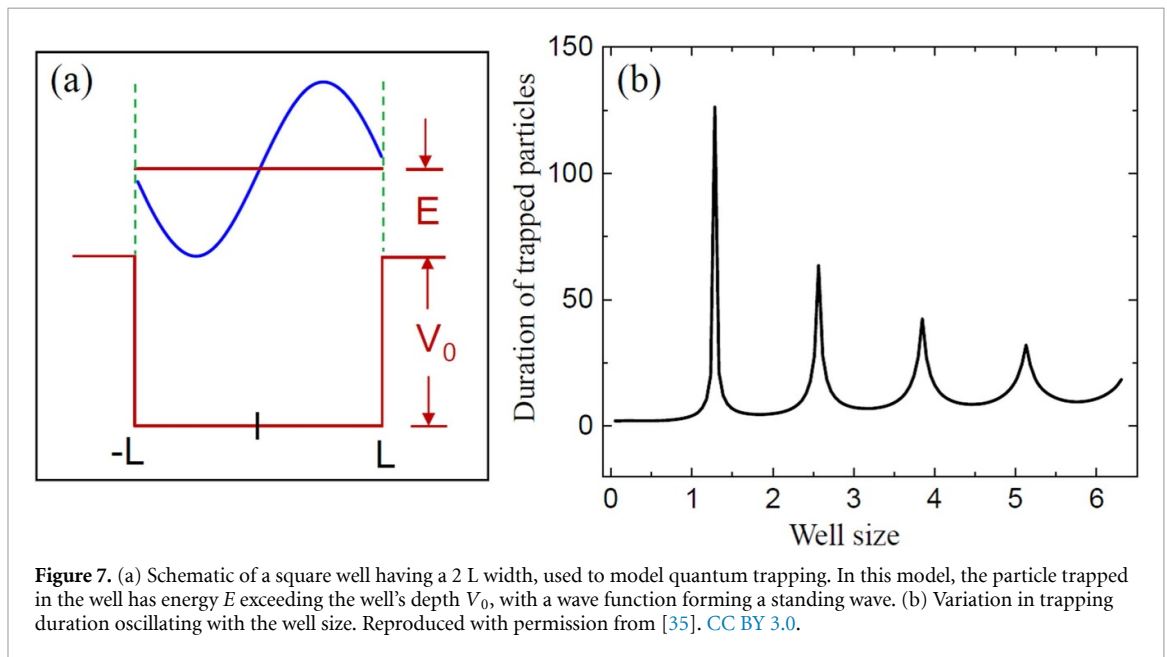 (a)
E
V₀
-L
L
(b)
Duration of trapped particles
150
100
50
0
0 1 2 3 4 5 6
Well size
Figure 7. (a) Schematic of a square well having a 2 L width, used to model quantum trapping. In this model, the particle trapped
in the well has energy E exceeding the well's depth V₀, with a wave function forming a standing wave. (b) Variation in trapping
duration oscillating with the well size. Reproduced with permission from [35]. CC BY 3.0.